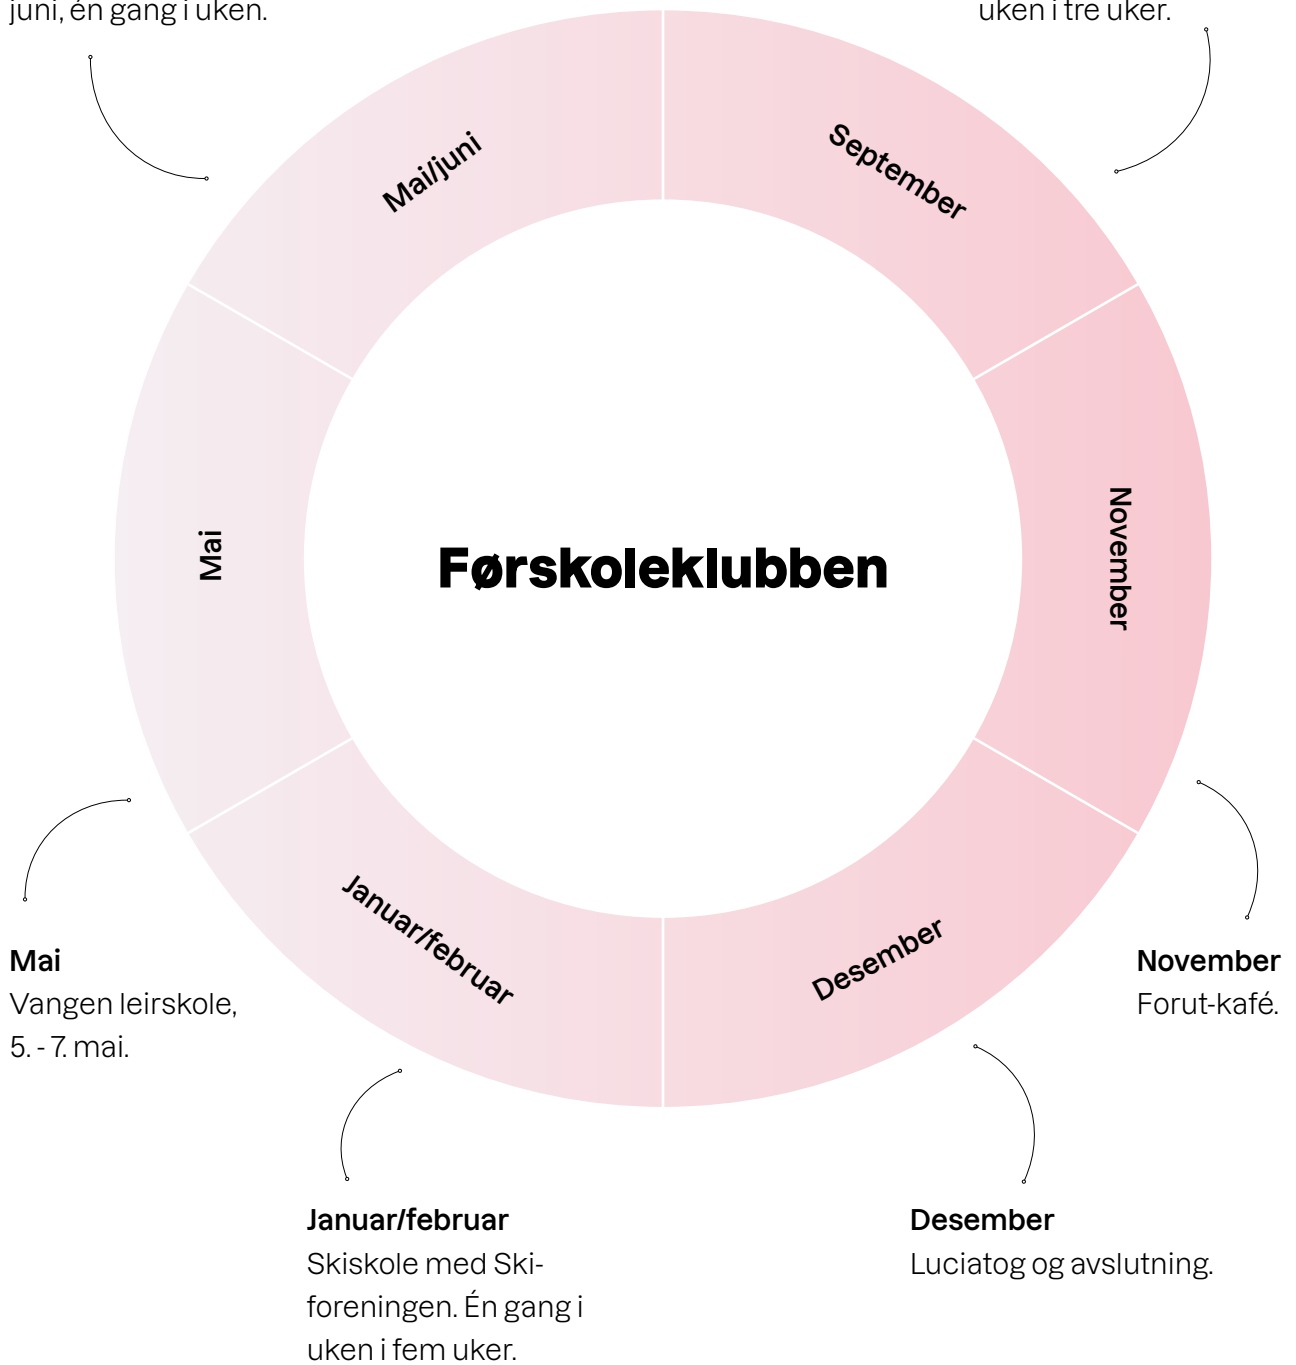 juni, én gang i uken.
uken i tre uker.
Mai/juni
September
Mai
Førskoleklubben
November
Januar/februar
Desember
Mai
Vangen leirskole,
5. - 7. mai.
November
Forut-kafé.
Januar/februar
Skiskole med Ski-
foreningen. Én gang i
uken i fem uker.
Desember
Luciatog og avslutning.